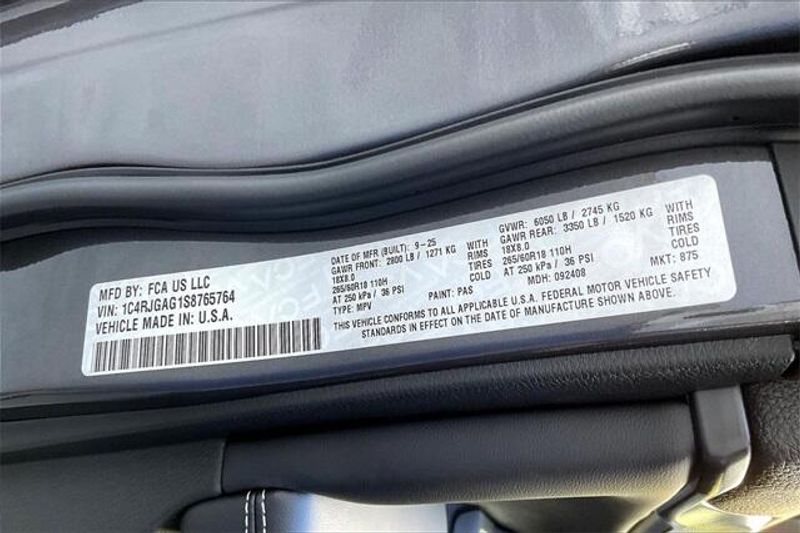 MFD BY: FCA US LLC
VIN: 1C4RJGAG1S8765764
VEHICLE MADE IN: U.S.A.
DATE OF MFR (BUILT): 9-25
GAWR FRONT: 2800 LB / 1271 KG WITH
18X8.0 RIMS
265/60R18 110H TIRES
AT 250 kPa / 36 PSI COLD
TYPE: MPV PAINT: PAS
GVWR: 6050 LB / 2745 KG
GAWR REAR: 3350 LB / 1520 KG WITH
18X8.0 RIMS
265/60R18 110H TIRES
AT 250 kPa / 36 PSI COLD
MDH: 092408 MKT: 875
THIS VEHICLE CONFORMS TO ALL APPLICABLE U.S.A. FEDERAL MOTOR VEHICLE SAFETY
STANDARDS IN EFFECT ON THE DATE OF MANUFACTURE SHOWN ABOVE.